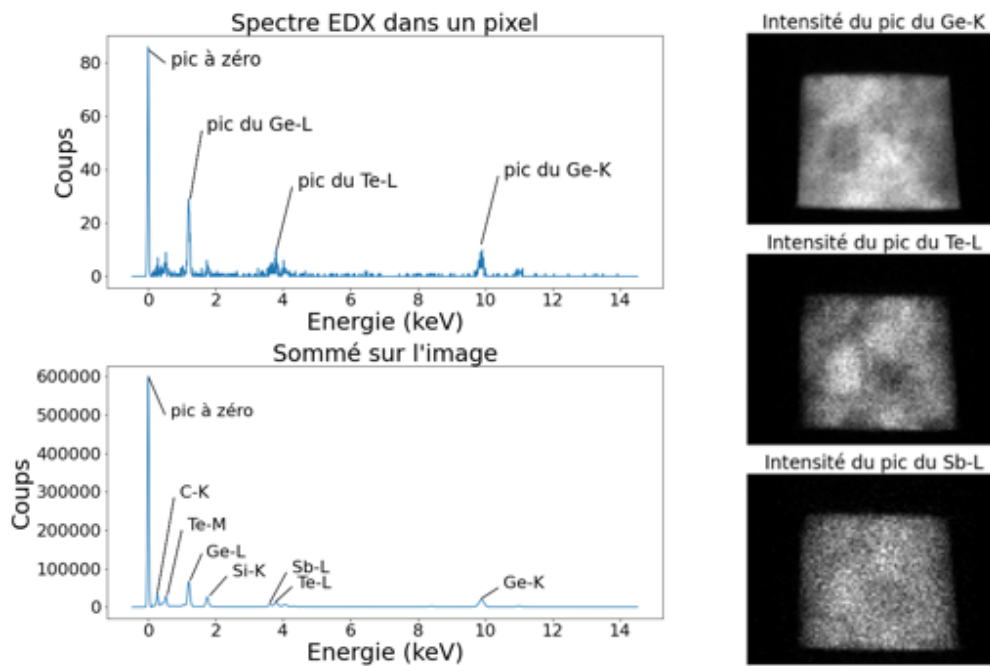 Spectre EDX dans un pixel
80
60
40
20
0
Coups
pic à zéro
pic du Ge-L
pic du Te-L
pic du Ge-K
0 2 4 6 8 10 12 14
Energie (keV)
Sommé sur l'image
600000
500000
400000
300000
200000
100000
0
Coups
pic à zéro
C-K
Te-M
Ge-L
Si-K
Sb-L
Te-L
Ge-K
0 2 4 6 8 10 12 14
Energie (keV)
Intensité du pic du Ge-K
Intensité du pic du Te-L
Intensité du pic du Sb-L